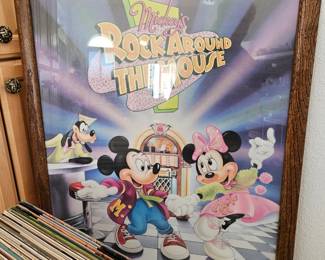 Mickey's
ROCK AROUND
THE MOUSE
M